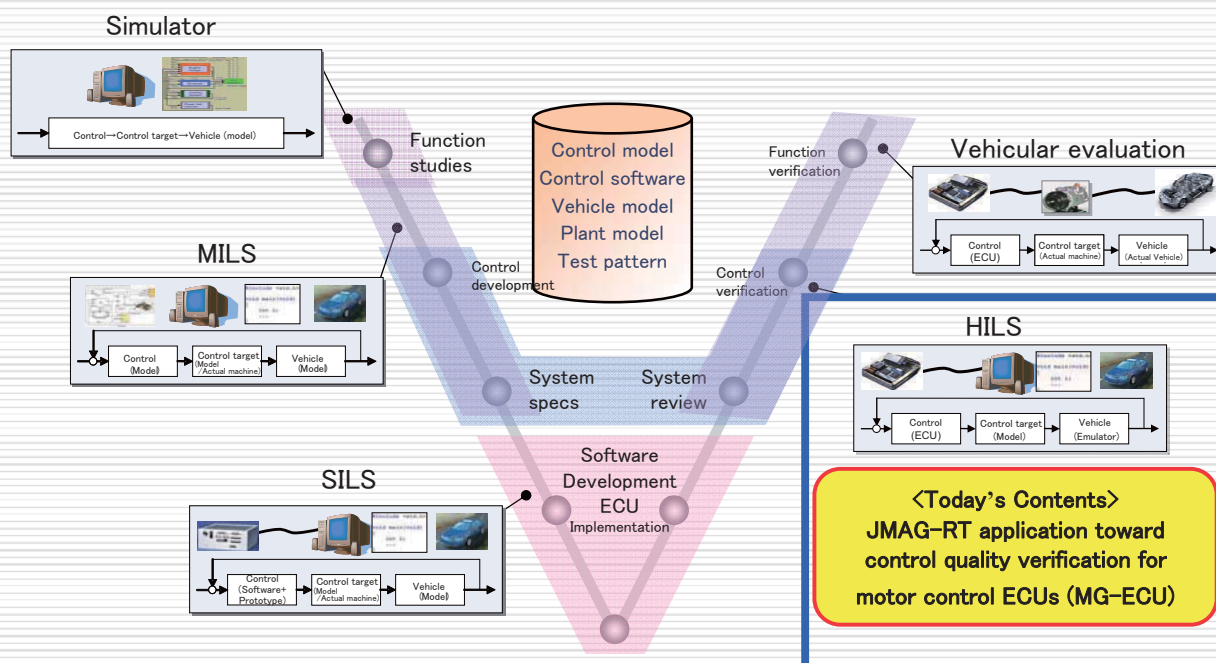 Simulator
Control→Control target→Vehicle (model)
Function
studies
MILS
Control
(Model)
Control target
(Model
/Actual machine)
Vehicle
(Model)
Control
development
Control model
Control software
Vehicle model
Plant model
Test pattern
Function
verification
Control
verification
Vehicular evaluation
Control
(ECU)
Control target
(Actual machine)
Vehicle
(Actual Vehicle)
System
specs
System
review
HILS
Control
(ECU)
Control target
(Model)
Vehicle
(Emulator)
Software
Development
ECU
Implementation
SILS
Control
(Software+
Prototype)
Control target
(Model
/Actual machine)
Vehicle
(Model)
<Today's Contents>
JMAG-RT application toward
control quality verification for
motor control ECUs (MG-ECU)